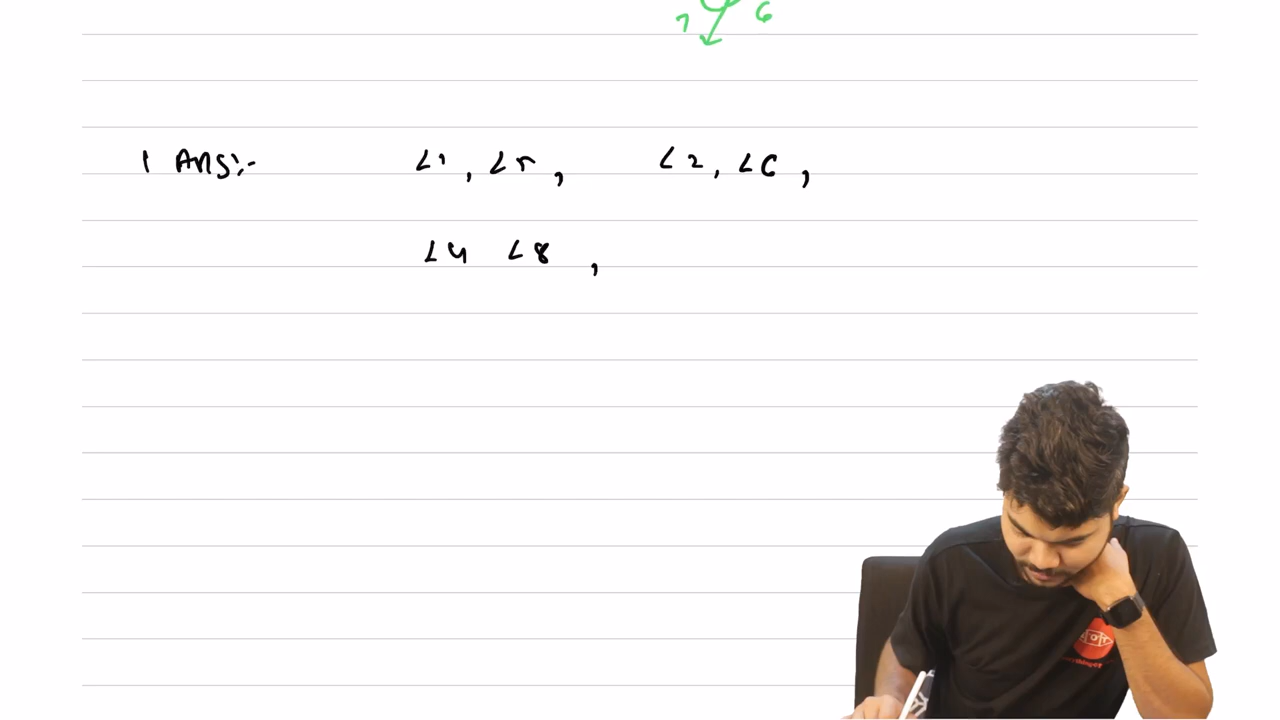 7 6
1 Ans:- ∠1, ∠5, ∠2, ∠6,
∠4 ∠8,